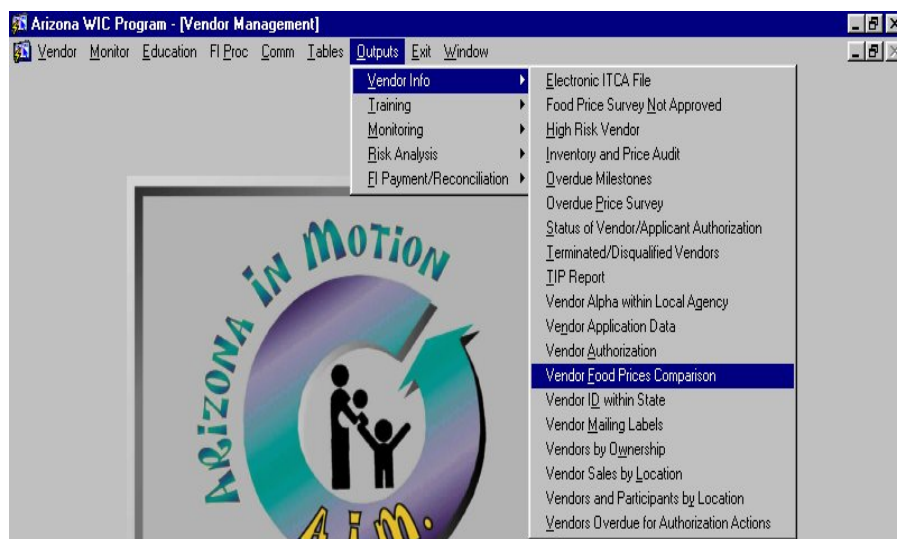 Arizona WIC Program - [Vendor Management]
Vendor Monitor Education FI Proc Comm Tables Outputs Exit Window
Vendor Info
Training
Monitoring
Risk Analysis
FI Payment/Reconciliation
Electronic ITCA File
Food Price Survey Not Approved
High Risk Vendor
Inventory and Price Audit
Overdue Milestones
Overdue Price Survey
Status of Vendor/Applicant Authorization
Terminated/Disqualified Vendors
TIP Report
Vendor Alpha within Local Agency
Vendor Application Data
Vendor Authorization
Vendor Food Prices Comparison
Vendor ID within State
Vendor Mailing Labels
Vendors by Ownership
Vendor Sales by Location
Vendors and Participants by Location
Vendors Overdue for Authorization Actions
ARIZONA IN MOTION
A.i.M.